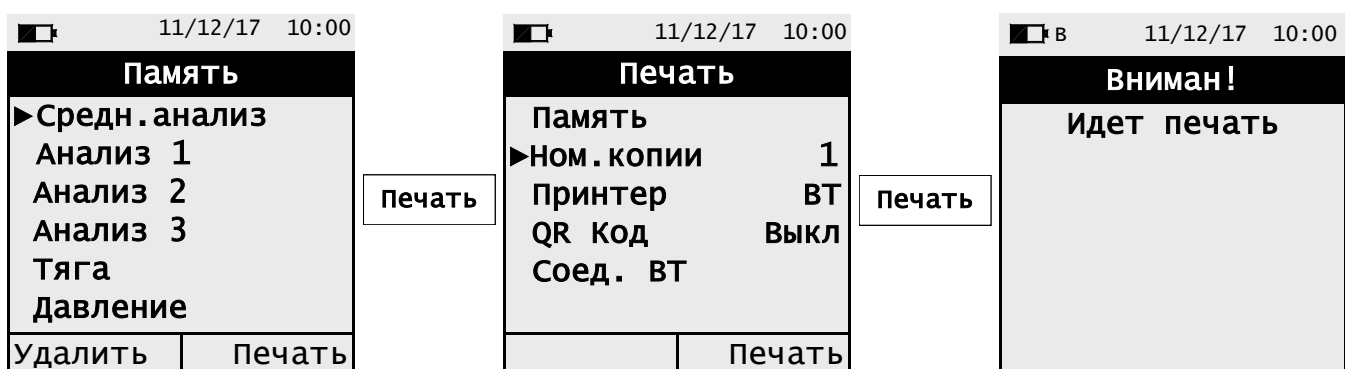 11/12/17 10:00
Память
►Средн.анализ
Анализ 1
Анализ 2
Анализ 3
Тяга
Давление
Удалить Печать
Печать
11/12/17 10:00
Печать
Память
►Ном.копии 1
Принтер BT
QR Код Выкл
Соед. BT
Печать
Печать
B 11/12/17 10:00
Вниман!
Идет печать